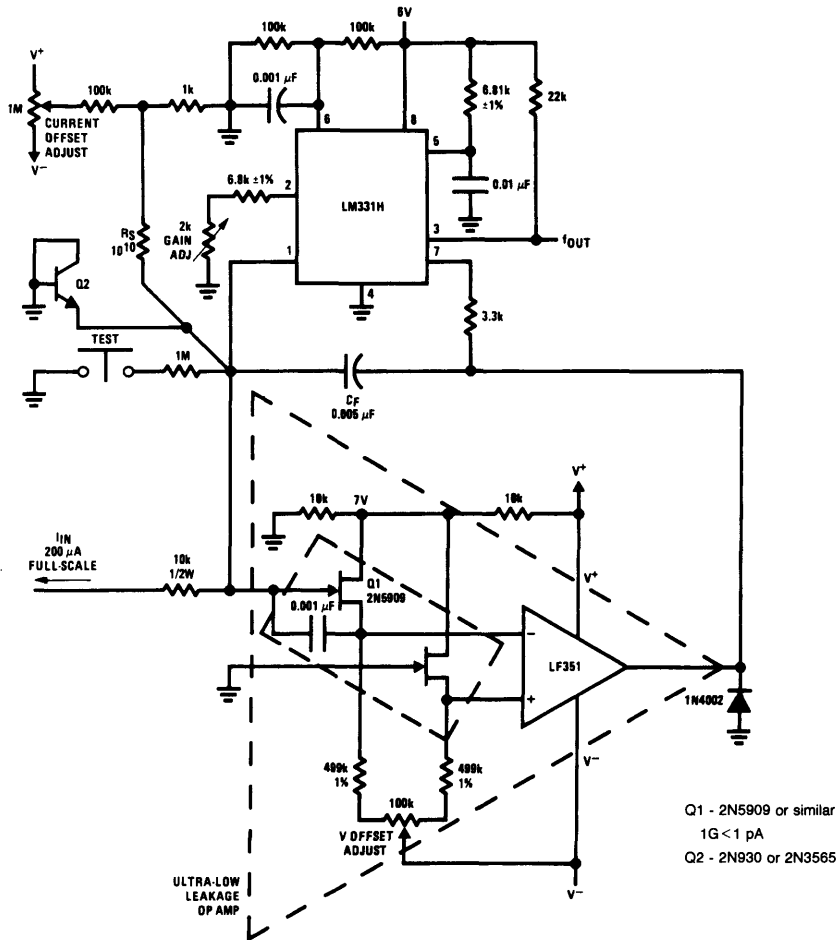 6V
100k
100k
V+
0.001 µF
100k
1k
1M
CURRENT
OFFSET
ADJUST
V−
6
8
6.81k
±1%
22k
5
0.01 µF
6.8k ±1%
2
LM331H
3
fOUT
2k
GAIN
ADJ
RS
10^10
1
7
4
3.3k
Q2
TEST
1M
CF
0.005 µF
10k
7V
10k
V+
IIN
200 µA
FULL-SCALE
10k
1/2W
Q1
2N5909
V+
0.001 µF
−
LF351
+
1N4002
V−
499k
1%
499k
1%
100k
V OFFSET
ADJUST
V−
ULTRA-LOW
LEAKAGE
OP AMP
Q1 - 2N5909 or similar
1G<1 pA
Q2 - 2N930 or 2N3565